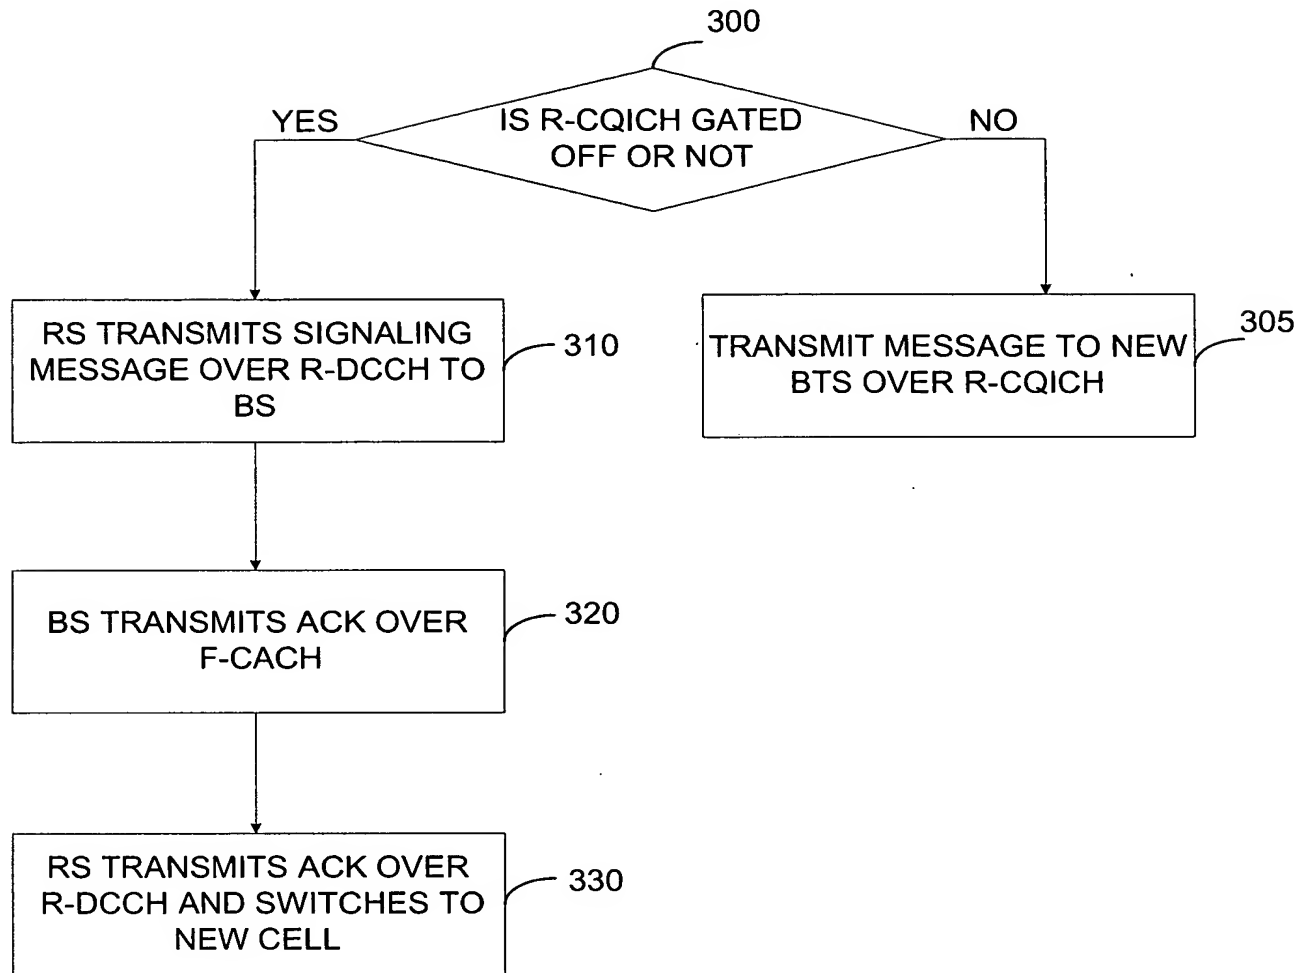 300
IS R-CQICH GATED
OFF OR NOT
YES
NO
RS TRANSMITS SIGNALING
MESSAGE OVER R-DCCH TO
BS
310
TRANSMIT MESSAGE TO NEW
BTS OVER R-CQICH
305
BS TRANSMITS ACK OVER
F-CACH
320
RS TRANSMITS ACK OVER
R-DCCH AND SWITCHES TO
NEW CELL
330